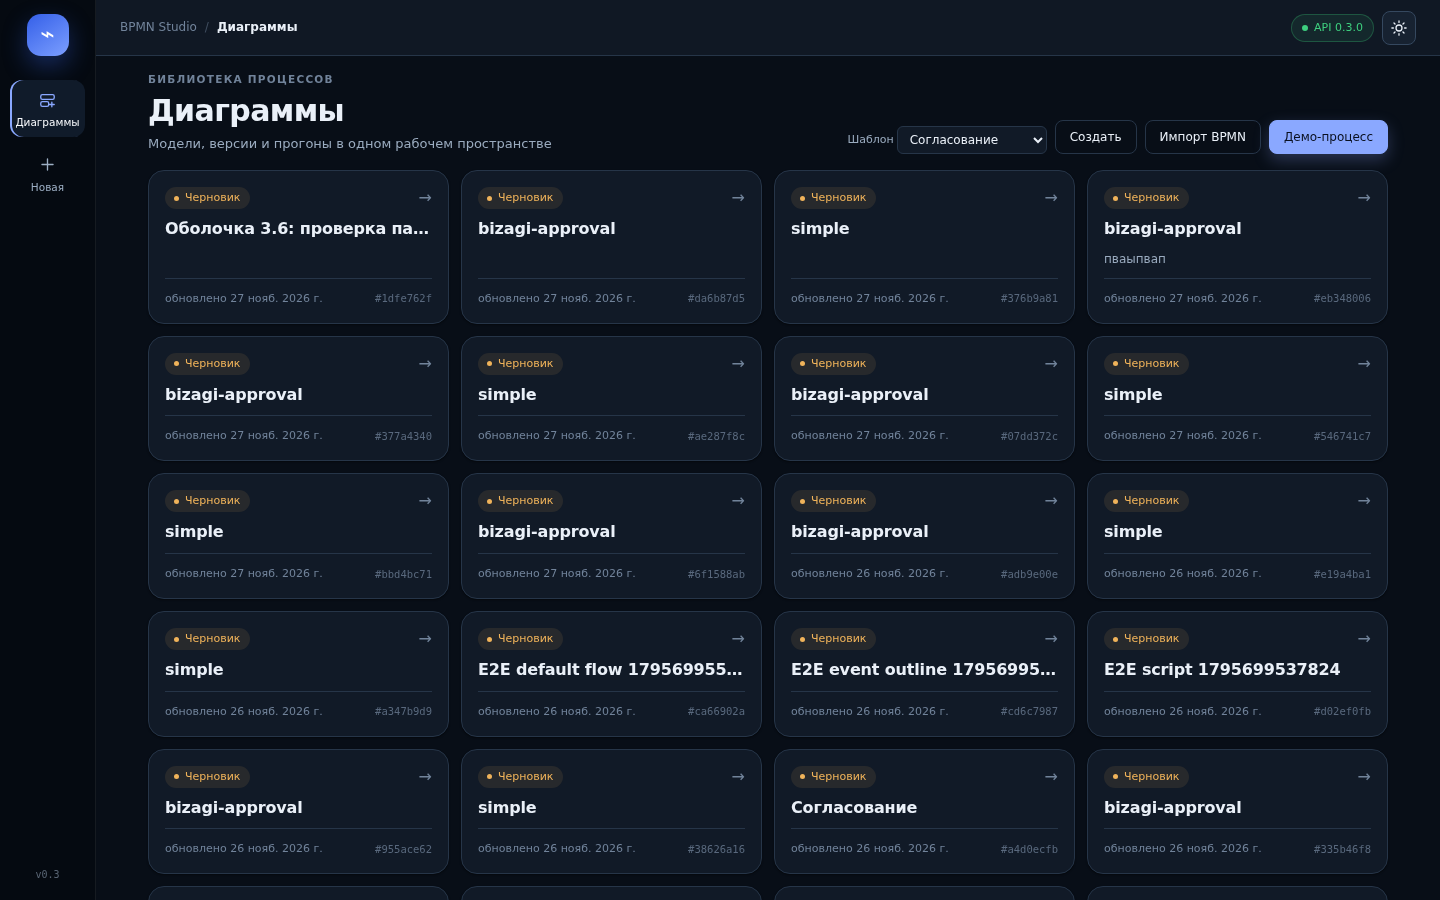 BPMN Studio / Диаграммы
API 0.3.0
Диаграммы
Новая
v0.3
БИБЛИОТЕКА ПРОЦЕССОВ
Диаграммы
Модели, версии и прогоны в одном рабочем пространстве
Шаблон Согласование Создать Импорт BPMN Демо-процесс
Черновик →
Оболочка 3.6: проверка па…
обновлено 27 нояб. 2026 г. #1dfe762f
Черновик →
bizagi-approval
обновлено 27 нояб. 2026 г. #da6b87d5
Черновик →
simple
обновлено 27 нояб. 2026 г. #376b9a81
Черновик →
bizagi-approval
пваыпвап
обновлено 27 нояб. 2026 г. #eb348006
Черновик →
bizagi-approval
обновлено 27 нояб. 2026 г. #377a4340
Черновик →
simple
обновлено 27 нояб. 2026 г. #ae287f8c
Черновик →
bizagi-approval
обновлено 27 нояб. 2026 г. #07dd372c
Черновик →
simple
обновлено 27 нояб. 2026 г. #546741c7
Черновик →
simple
обновлено 27 нояб. 2026 г. #bbd4bc71
Черновик →
bizagi-approval
обновлено 27 нояб. 2026 г. #6f1588ab
Черновик →
bizagi-approval
обновлено 26 нояб. 2026 г. #adb9e00e
Черновик →
simple
обновлено 26 нояб. 2026 г. #e19a4ba1
Черновик →
simple
обновлено 26 нояб. 2026 г. #a347b9d9
Черновик →
E2E default flow 179569955…
обновлено 26 нояб. 2026 г. #ca66902a
Черновик →
E2E event outline 17956995…
обновлено 26 нояб. 2026 г. #cd6c7987
Черновик →
E2E script 1795699537824
обновлено 26 нояб. 2026 г. #d02ef0fb
Черновик →
bizagi-approval
обновлено 26 нояб. 2026 г. #955ace62
Черновик →
simple
обновлено 26 нояб. 2026 г. #38626a16
Черновик →
Согласование
обновлено 26 нояб. 2026 г. #a4d0ecfb
Черновик →
bizagi-approval
обновлено 26 нояб. 2026 г. #335b46f8